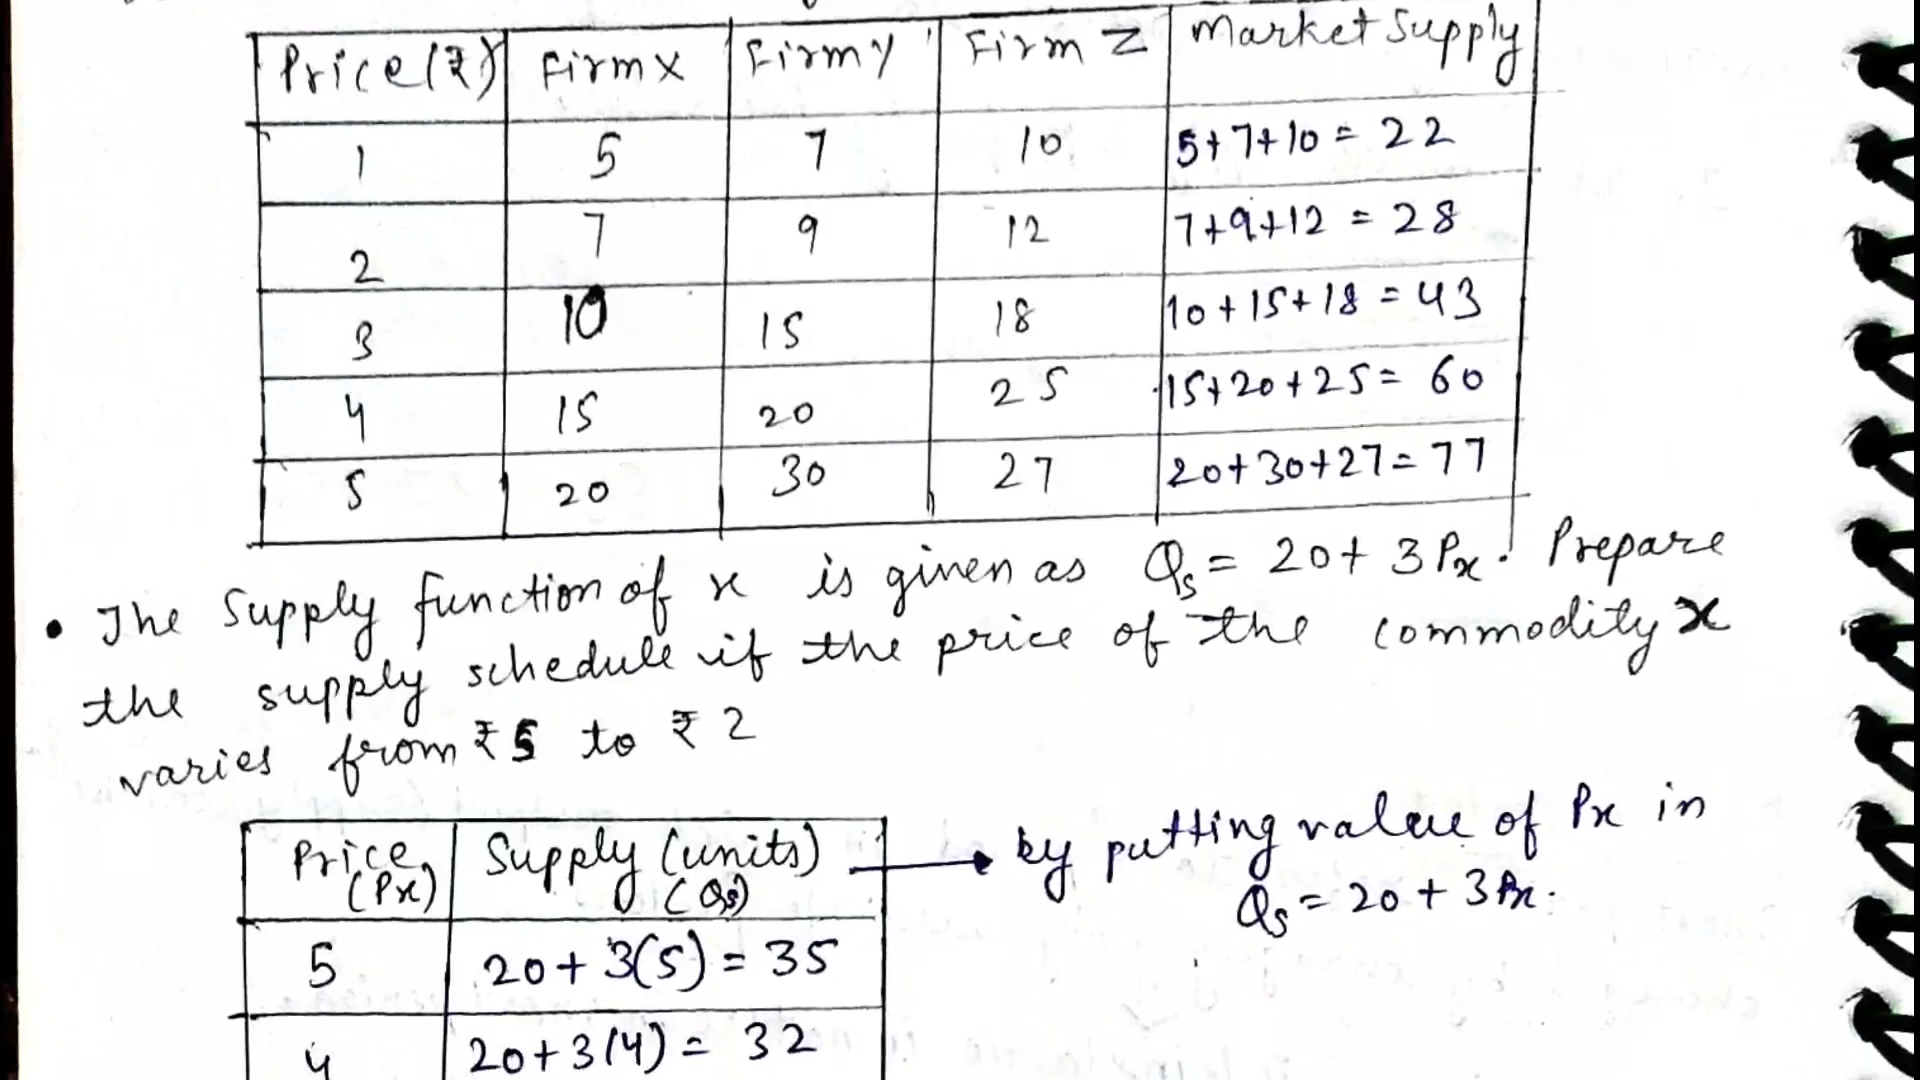 Price (₹) Firm X Firm Y Firm Z Market Supply
1 5 7 10 5+7+10 = 22
2 7 9 12 7+9+12 = 28
3 10 15 18 10+15+18 = 43
4 15 20 25 15+20+25 = 60
5 20 30 27 20+30+27 = 77
• The Supply function of x is given as Qs = 20+ 3Px. Prepare
the supply schedule if the price of the commodity x
varies from ₹5 to ₹2
Price (Px) Supply (units) (Qs) → by putting value of Px in
Qs = 20 + 3Px.
5 20+ 3(5) = 35
4 20+3(4) = 32